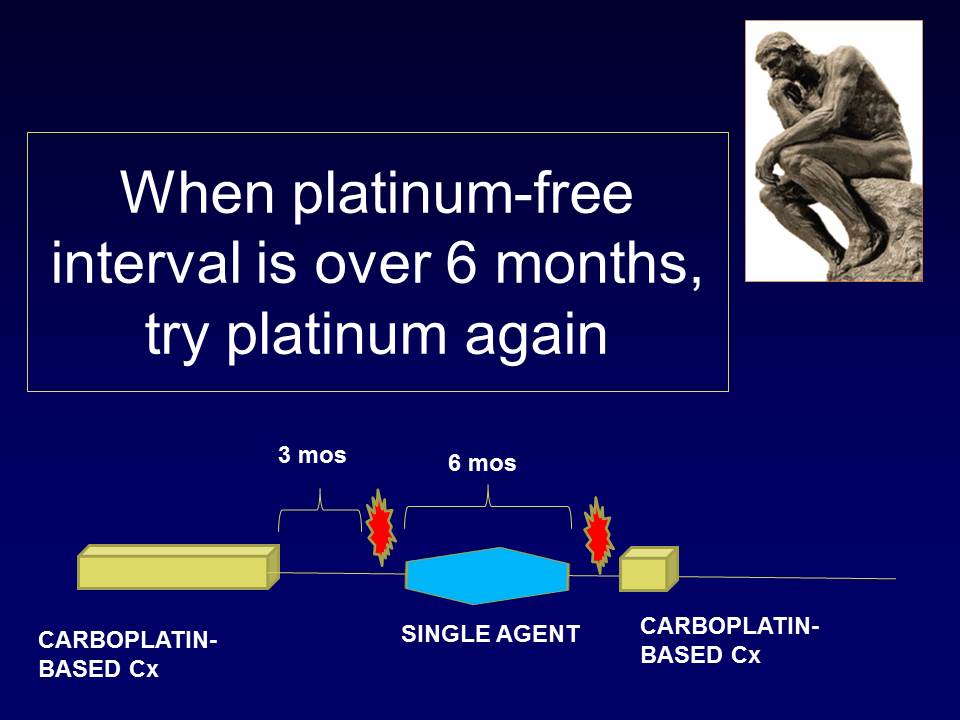 When platinum-free
interval is over 6 months,
try platinum again
3 mos
6 mos
CARBOPLATIN-
BASED Cx
SINGLE AGENT
CARBOPLATIN-
BASED Cx